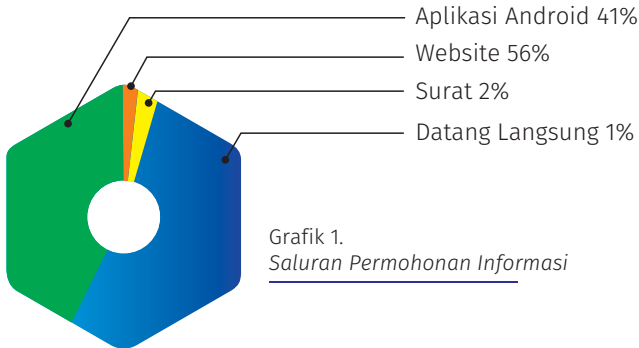 Aplikasi Android 41%
Website 56%
Surat 2%
Datang Langsung 1%
Grafik 1.
Saluran Permohonan Informasi